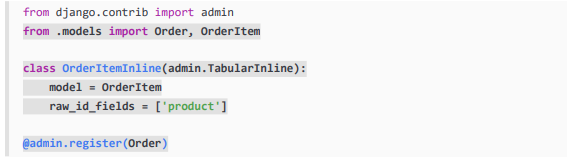 from django.contrib import admin
from .models import Order, OrderItem
class OrderItemInline(admin.TabularInline):
    model = OrderItem
    raw_id_fields = ['product']
@admin.register(Order)